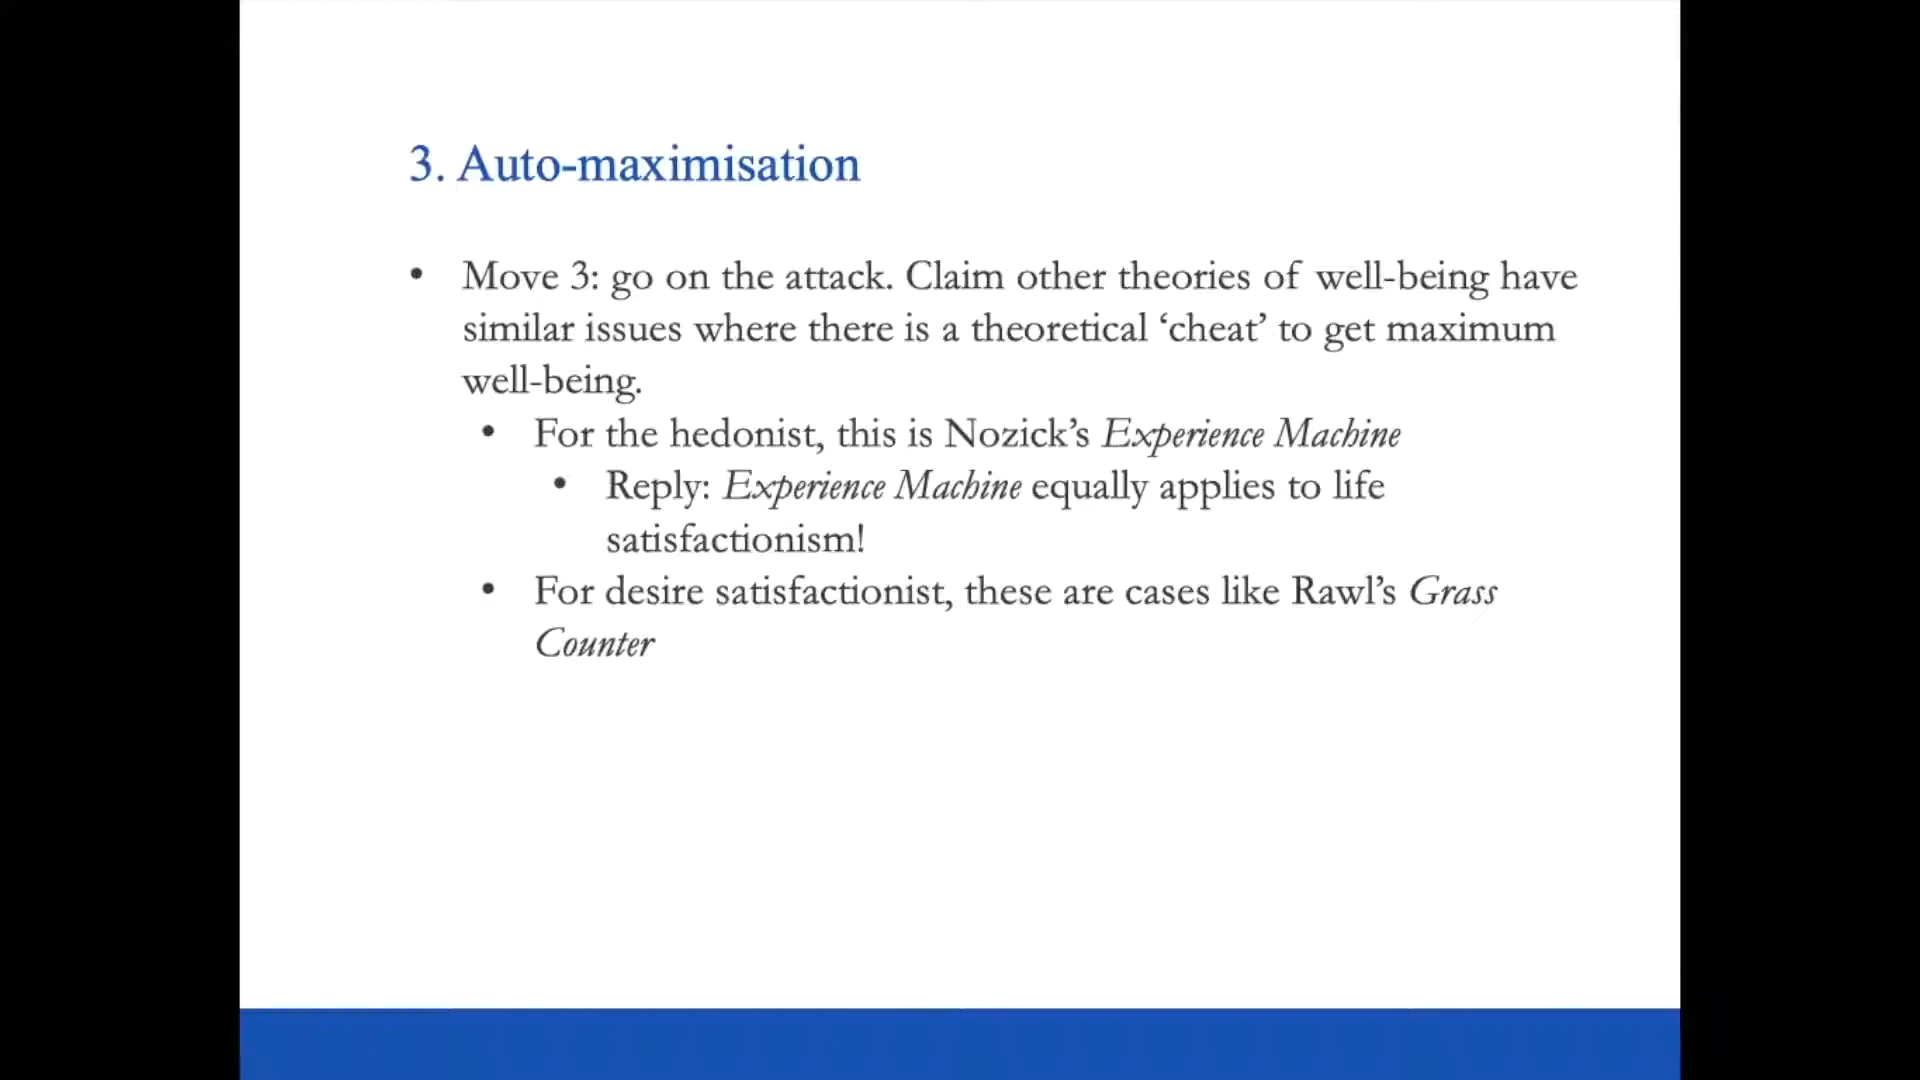 3. Auto-maximisation
• Move 3: go on the attack. Claim other theories of well-being have
similar issues where there is a theoretical ‘cheat’ to get maximum
well-being.
• For the hedonist, this is Nozick’s Experience Machine
• Reply: Experience Machine equally applies to life
satisfactionism!
• For desire satisfactionist, these are cases like Rawl’s Grass
Counter